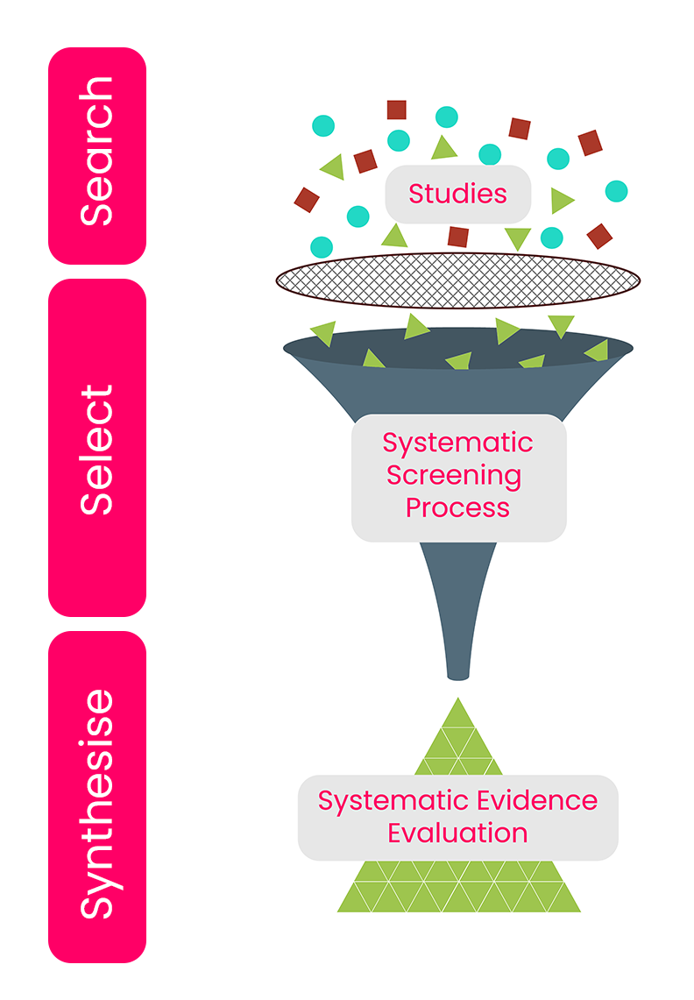 Search
Studies
Select
Systematic
Screening
Process
Synthesise
Systematic Evidence
Evaluation